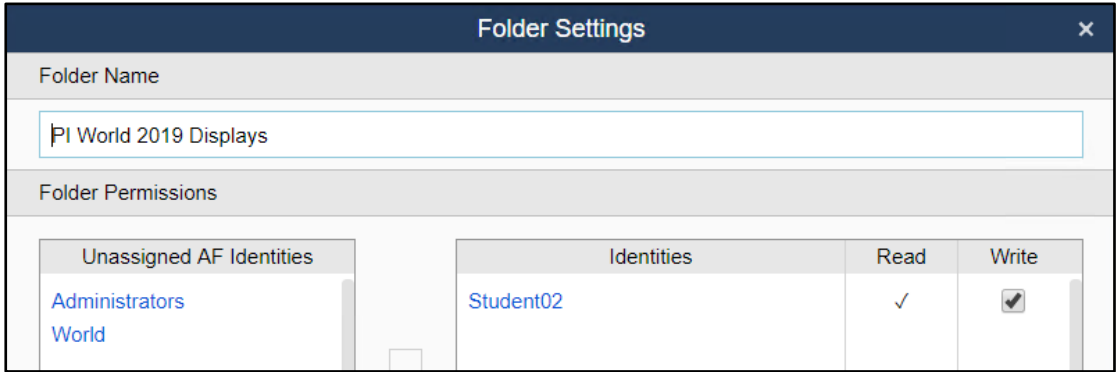 Folder Settings ×
Folder Name
PI World 2019 Displays
Folder Permissions
Unassigned AF Identities
Administrators
World
Identities Read Write
Student02 ✓ ✔